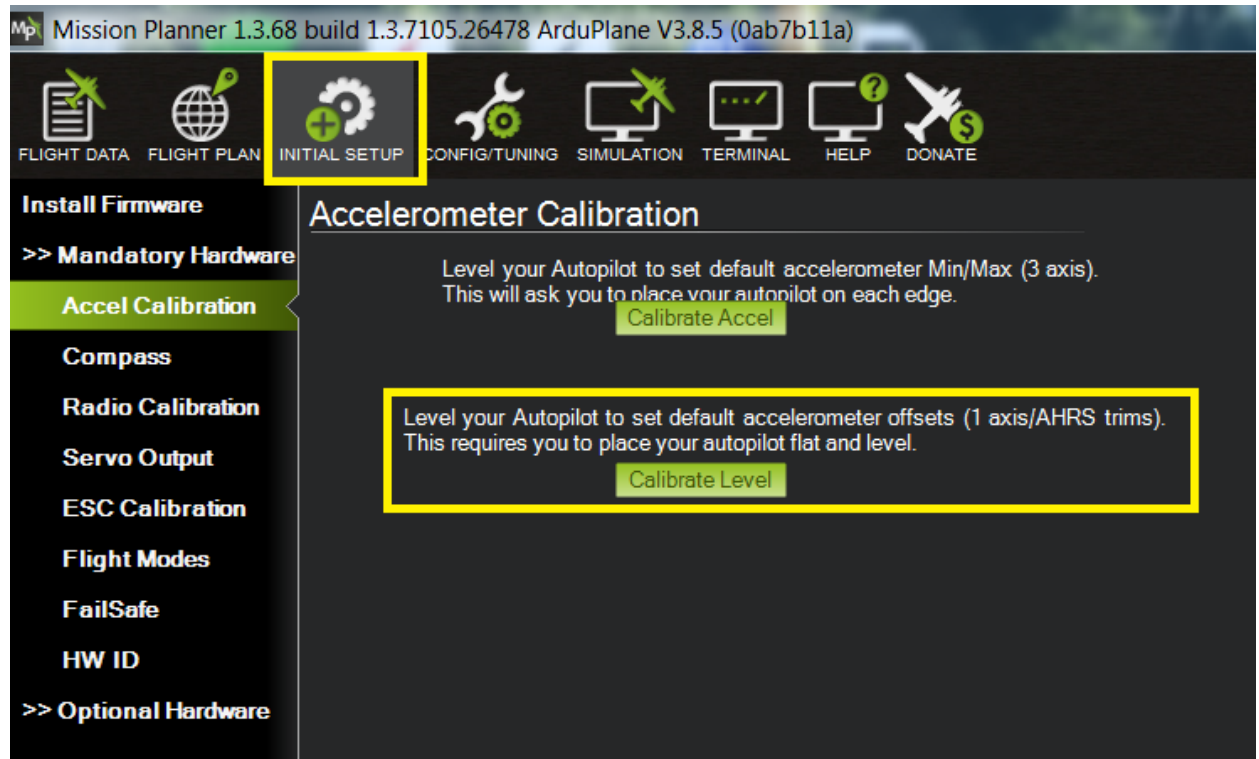 Mp Mission Planner 1.3.68 build 1.3.7105.26478 ArduPlane V3.8.5 (0ab7b11a)
FLIGHT DATA FLIGHT PLAN INITIAL SETUP CONFIG/TUNING SIMULATION TERMINAL HELP DONATE
Install Firmware
>> Mandatory Hardware
Accel Calibration
Compass
Radio Calibration
Servo Output
ESC Calibration
Flight Modes
FailSafe
HW ID
>> Optional Hardware
Accelerometer Calibration
Level your Autopilot to set default accelerometer Min/Max (3 axis).
This will ask you to place your autopilot on each edge.
Calibrate Accel
Level your Autopilot to set default accelerometer offsets (1 axis/AHRS trims).
This requires you to place your autopilot flat and level.
Calibrate Level